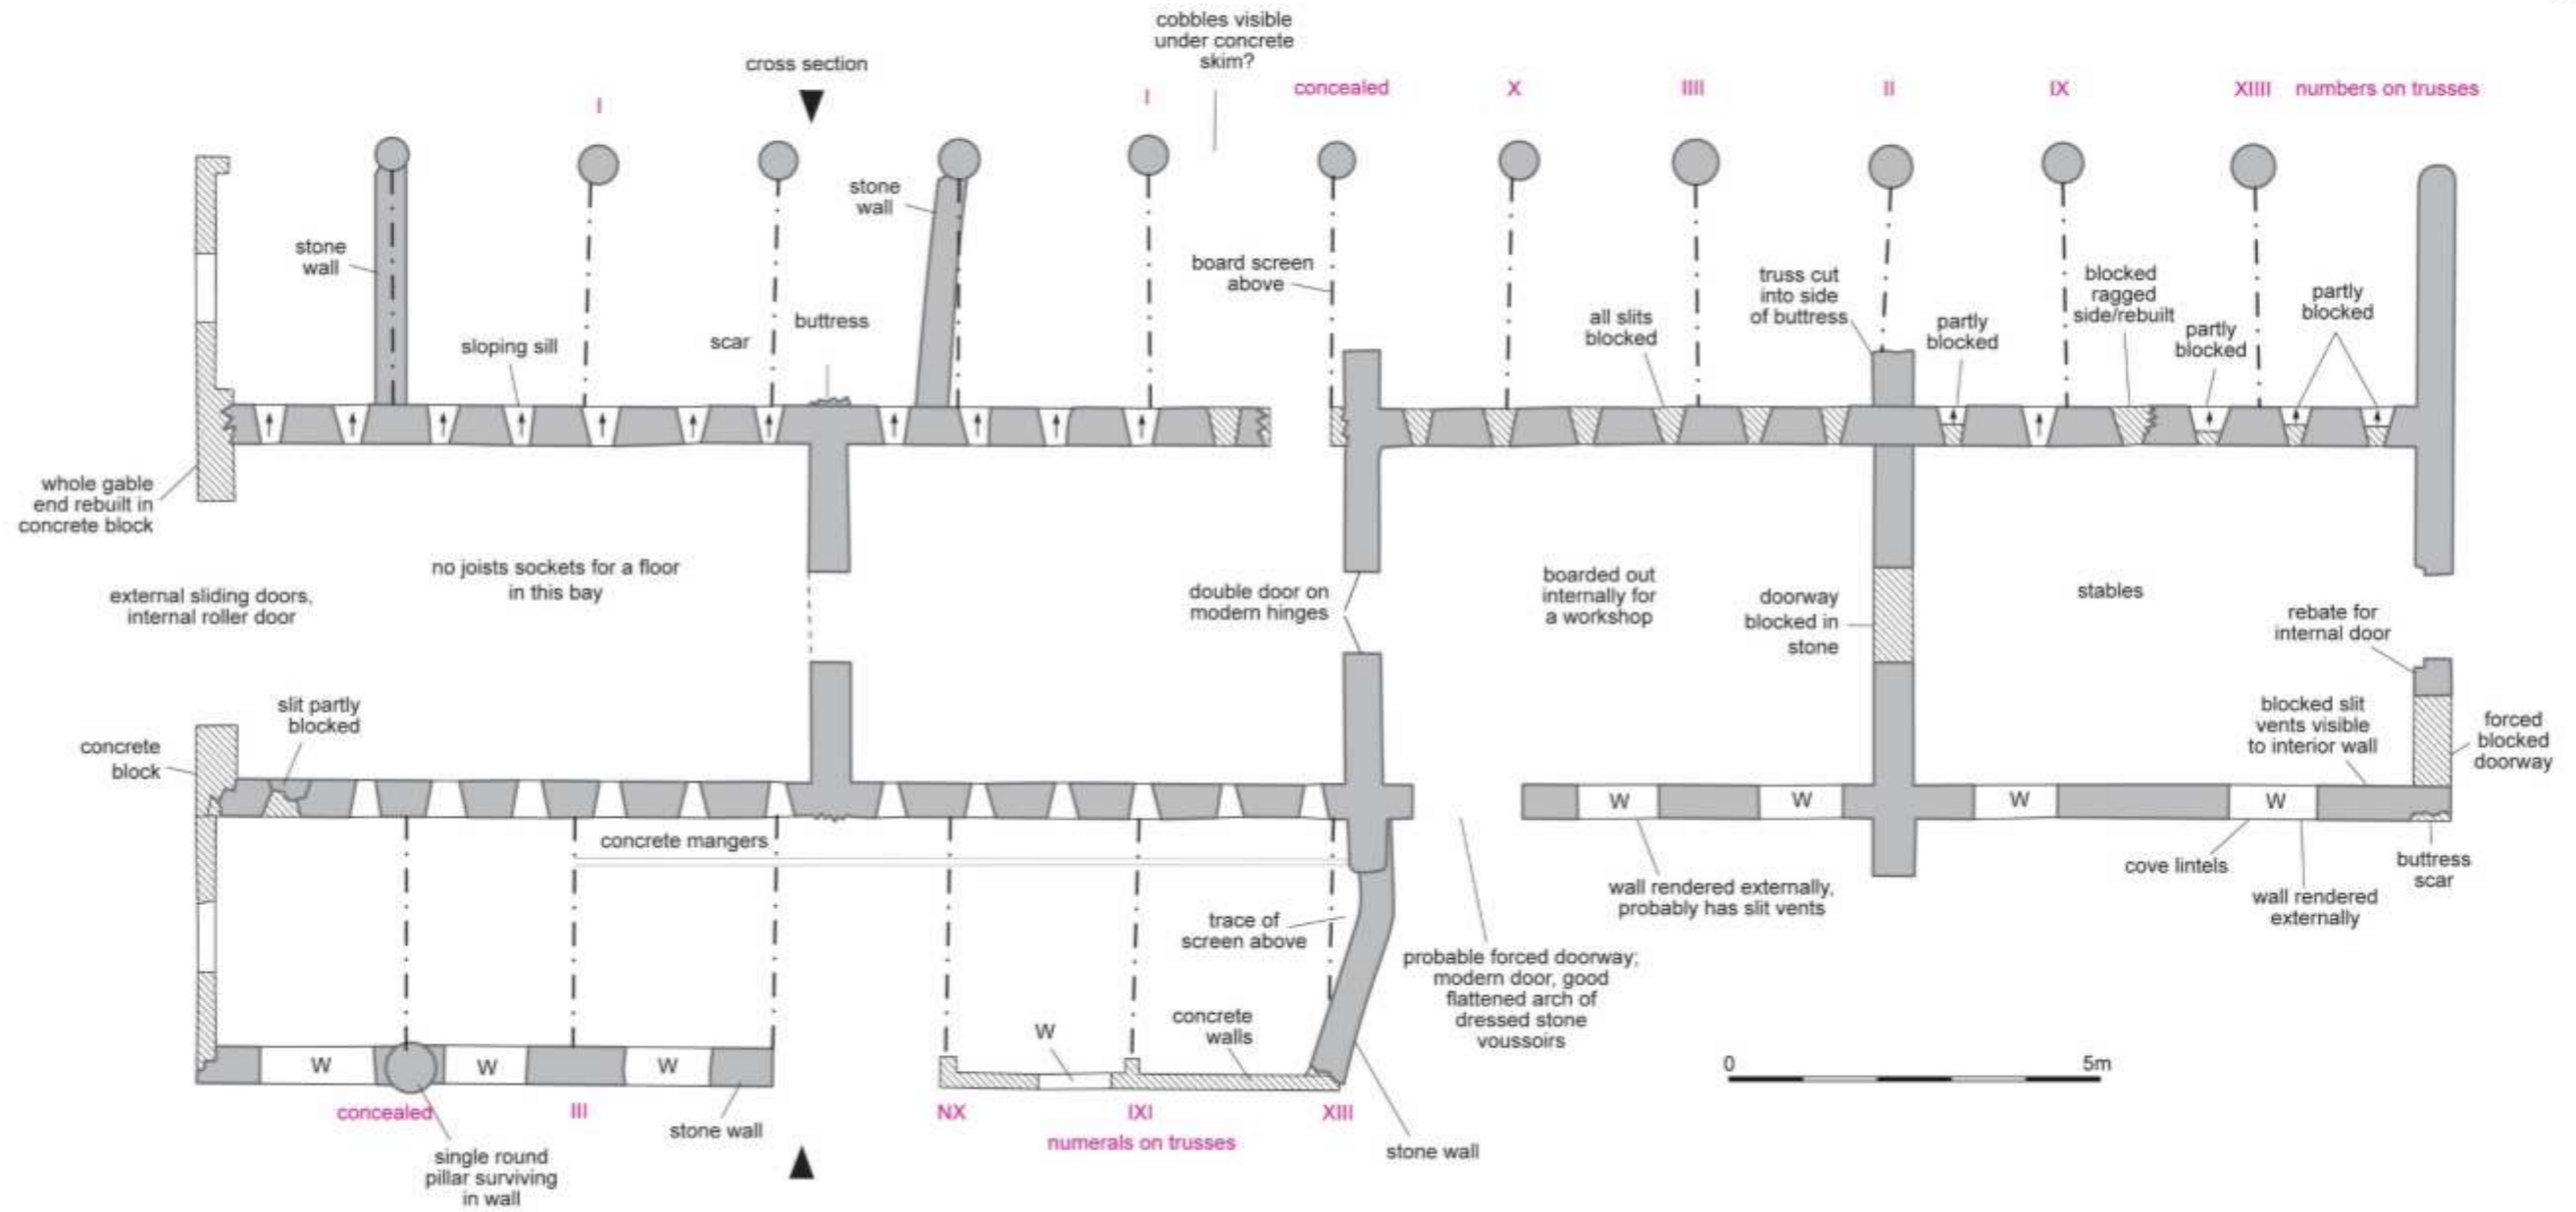 cobbles visible
under concrete
skim?
cross section
I
I
concealed
X
IIII
II
IX
XIIII
numbers on trusses
stone
wall
stone
wall
sloping sill
scar
buttress
board screen
above
all slits
blocked
truss cut
into side
of buttress
partly
blocked
blocked
ragged
side/rebuilt
partly
blocked
partly
blocked
whole gable
end rebuilt in
concrete block
external sliding doors,
internal roller door
no joists sockets for a floor
in this bay
double door on
modern hinges
boarded out
internally for
a workshop
doorway
blocked in
stone
stables
rebate for
internal door
slit partly
blocked
concrete
block
blocked slit
vents visible
to interior wall
forced
blocked
doorway
W
W
W
W
concrete mangers
wall rendered externally,
probably has slit vents
cove lintels
wall rendered
externally
buttress
scar
trace of
screen above
probable forced doorway;
modern door, good
flattened arch of
dressed stone
voussoirs
concrete
walls
W
W
W
W
0
5m
concealed
III
NX
IXI
XIII
stone wall
numerals on trusses
stone wall
single round
pillar surviving
in wall